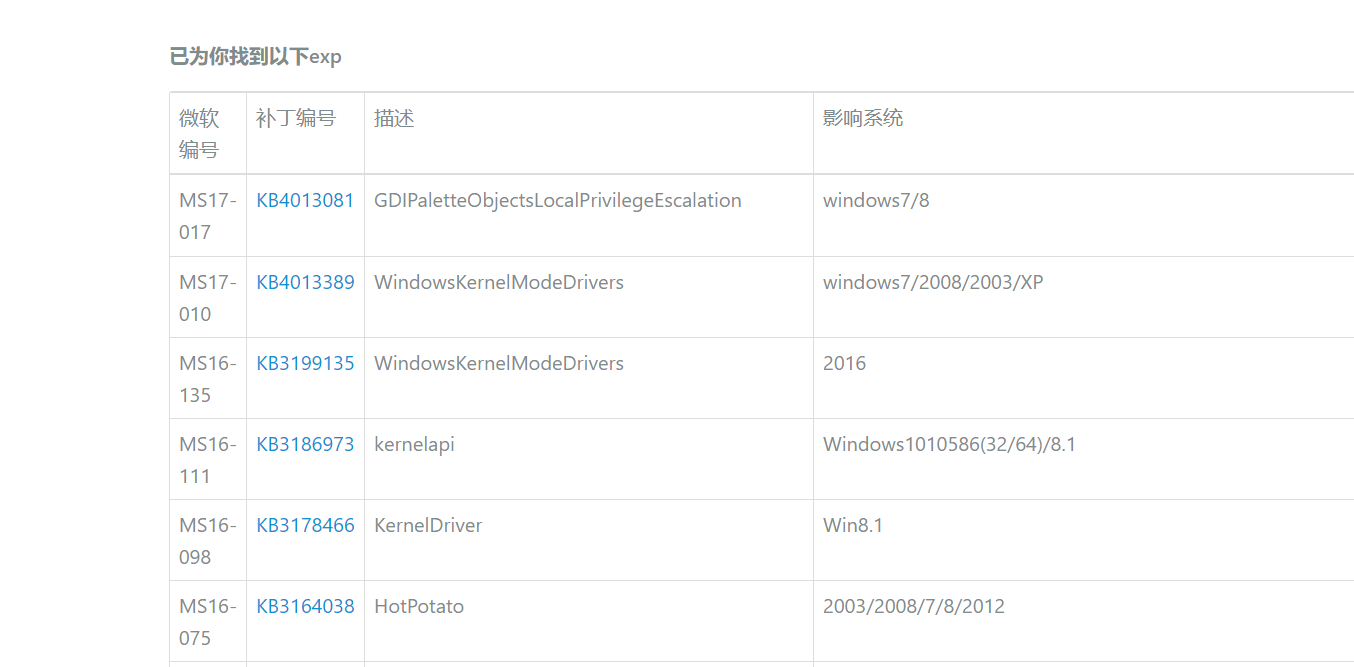 已为你找到以下exp
微软 补丁编号 描述 影响系统
编号
MS17- KB4013081 GDIPaletteObjectsLocalPrivilegeEscalation windows7/8
017
MS17- KB4013389 WindowsKernelModeDrivers windows7/2008/2003/XP
010
MS16- KB3199135 WindowsKernelModeDrivers 2016
135
MS16- KB3186973 kernelapi Windows1010586(32/64)/8.1
111
MS16- KB3178466 KernelDriver Win8.1
098
MS16- KB3164038 HotPotato 2003/2008/7/8/2012
075